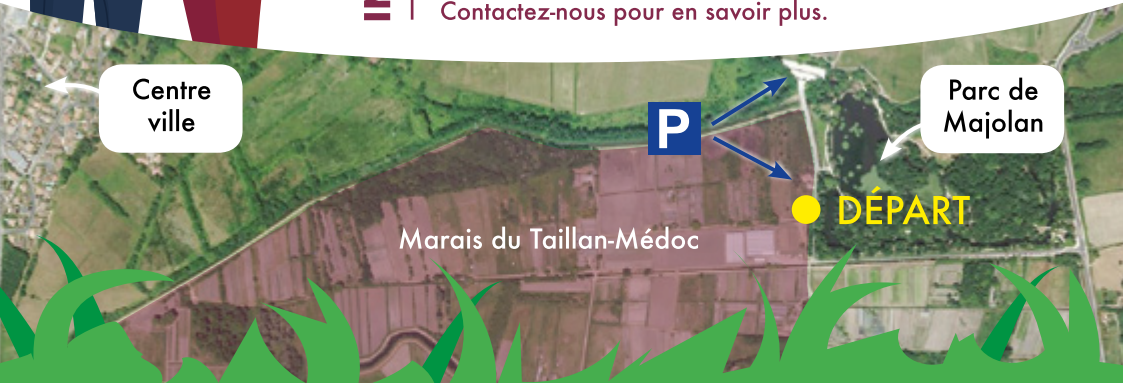 Contactez-nous pour en savoir plus.
Centre
ville
P
Parc de
Majolan
DÉPART
Marais du Taillan-Médoc